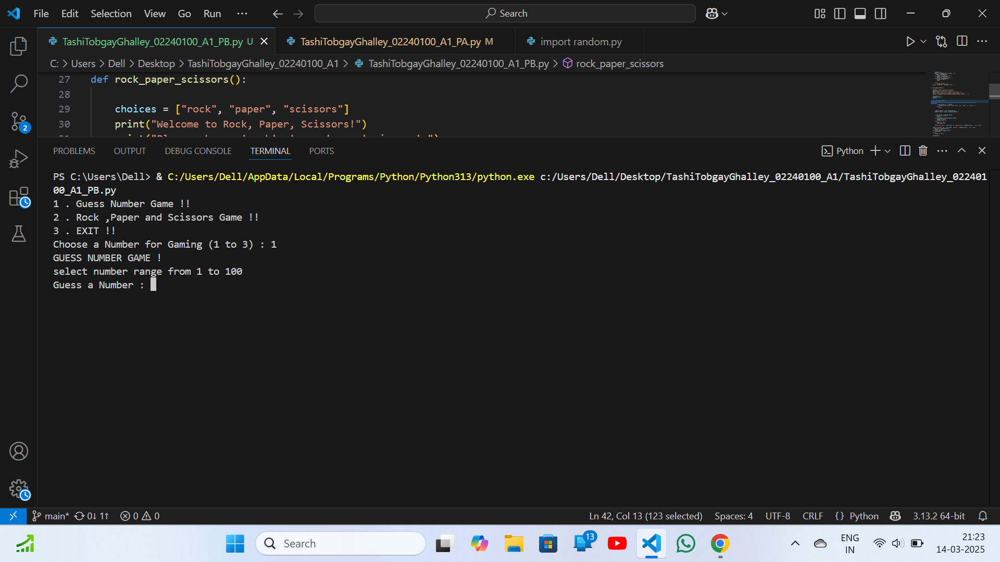 File Edit Selection View Go Run ··· Search
TashiTobgayGhalley_02240100_A1_PB.py U TashiTobgayGhalley_02240100_A1_PA.py M import random.py
C: > Users > Dell > Desktop > TashiTobgayGhalley_02240100_A1 > TashiTobgayGhalley_02240100_A1_PB.py > rock_paper_scissors
27 def rock_paper_scissors():
28
29 choices = ["rock", "paper", "scissors"]
30 print("Welcome to Rock, Paper, Scissors!")
PROBLEMS OUTPUT DEBUG CONSOLE TERMINAL PORTS Python
PS C:\Users\Dell> & C:/Users/Dell/AppData/Local/Programs/Python/Python313/python.exe c:/Users/Dell/Desktop/TashiTobgayGhalley_02240100_A1/TashiTobgayGhalley_022401
00_A1_PB.py
1 . Guess Number Game !!
2 . Rock ,Paper and Scissors Game !!
3 . EXIT !!
Choose a Number for Gaming (1 to 3) : 1
GUESS NUMBER GAME !
select number range from 1 to 100
Guess a Number :
2
main* 0↓ 1↑ 0 0 Ln 42, Col 13 (123 selected) Spaces: 4 UTF-8 CRLF {} Python 3.13.2 64-bit
Search 13 ENG 21:23
IN 14-03-2025